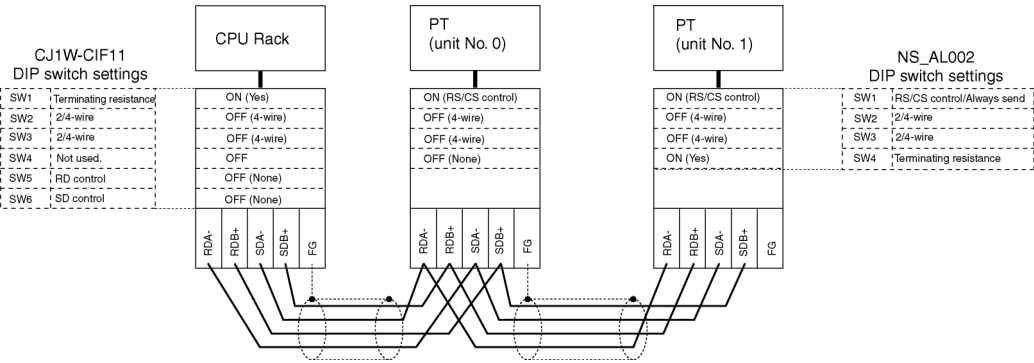 CJ1W-CIF11
DIP switch settings
SW1 Terminating resistance
SW2 2/4-wire
SW3 2/4-wire
SW4 Not used.
SW5 RD control
SW6 SD control
CPU Rack
ON (Yes)
OFF (4-wire)
OFF (4-wire)
OFF
OFF (None)
OFF (None)
RDA- RDB+ SDA- SDB+ FG
PT
(unit No. 0)
ON (RS/CS control)
OFF (4-wire)
OFF (4-wire)
OFF (None)
RDA- RDB+ SDA- SDB+ FG
PT
(unit No. 1)
ON (RS/CS control)
OFF (4-wire)
OFF (4-wire)
ON (Yes)
RDA- RDB+ SDA- SDB+ FG
NS_AL002
DIP switch settings
SW1 RS/CS control/Always send
SW2 2/4-wire
SW3 2/4-wire
SW4 Terminating resistance